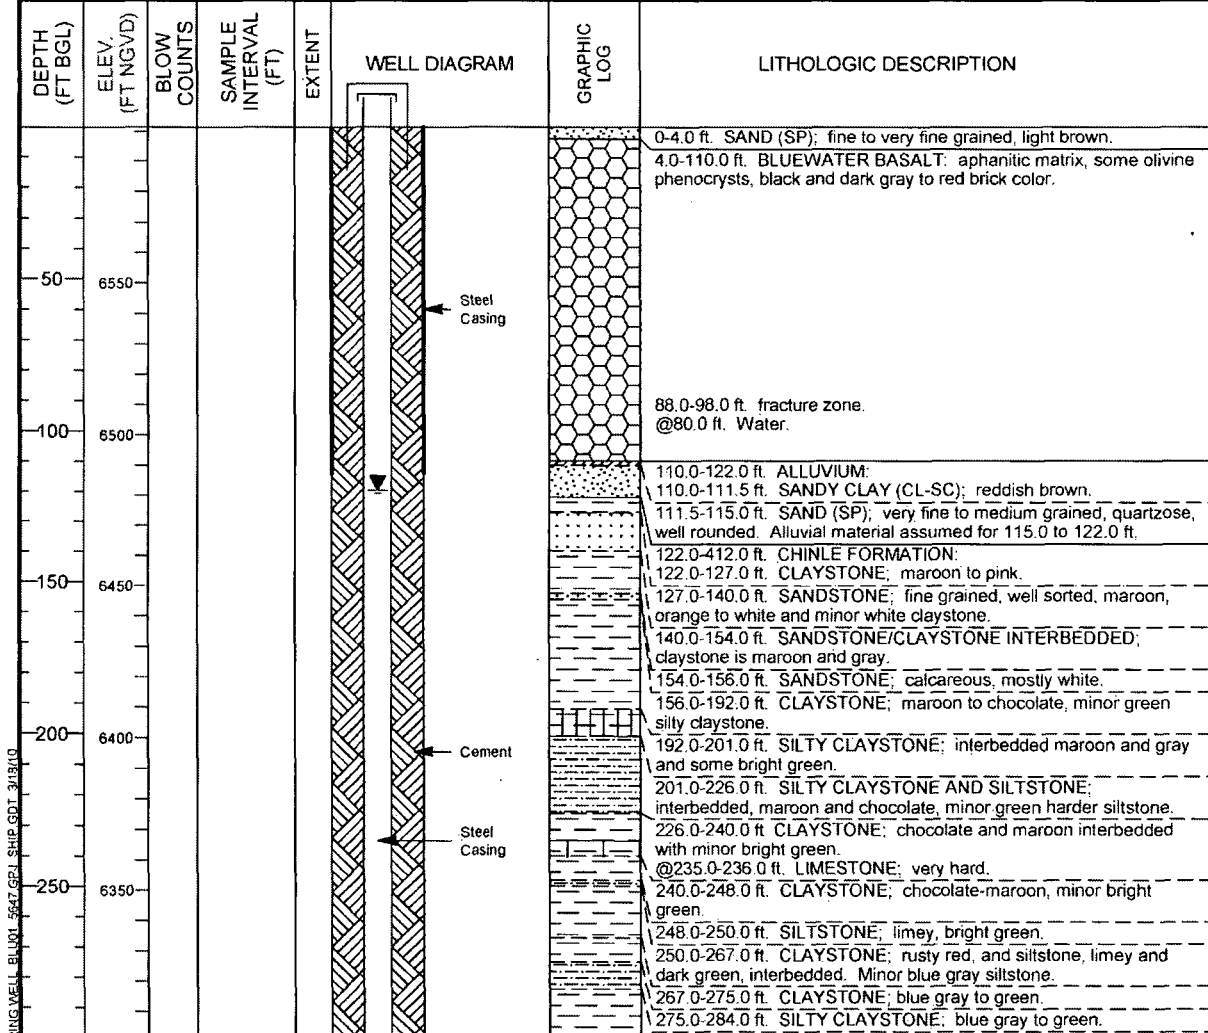 DEPTH
(FT BGL)
ELEV.
(FT NGVD)
BLOW
COUNTS
SAMPLE
INTERVAL
(FT)
EXTENT
WELL DIAGRAM
GRAPHIC
LOG
LITHOLOGIC DESCRIPTION
0-4.0 ft. SAND (SP); fine to very fine grained, light brown.
4.0-110.0 ft. BLUEWATER BASALT: aphanitic matrix, some olivine
phenocrysts, black and dark gray to red brick color.
50
6550
Steel
Casing
88.0-98.0 ft. fracture zone.
@80.0 ft. Water.
100
6500
110.0-122.0 ft. ALLUVIUM:
110.0-111.5 ft. SANDY CLAY (CL-SC); reddish brown.
111.5-115.0 ft. SAND (SP); very fine to medium grained, quartzose,
well rounded. Alluvial material assumed for 115.0 to 122.0 ft.
122.0-412.0 ft. CHINLE FORMATION:
122.0-127.0 ft. CLAYSTONE; maroon to pink.
150
6450
127.0-140.0 ft. SANDSTONE; fine grained, well sorted, maroon,
orange to white and minor white claystone.
140.0-154.0 ft. SANDSTONE/CLAYSTONE INTERBEDDED;
claystone is maroon and gray.
154.0-156.0 ft. SANDSTONE; calcareous, mostly white.
156.0-192.0 ft. CLAYSTONE; maroon to chocolate, minor green
silty claystone.
200
6400
Cement
192.0-201.0 ft. SILTY CLAYSTONE; interbedded maroon and gray
and some bright green.
201.0-226.0 ft. SILTY CLAYSTONE AND SILTSTONE;
interbedded, maroon and chocolate, minor green harder siltstone.
Steel
Casing
226.0-240.0 ft CLAYSTONE; chocolate and maroon interbedded
with minor bright green.
@235.0-236.0 ft. LIMESTONE; very hard.
250
6350
240.0-248.0 ft. CLAYSTONE; chocolate-maroon, minor bright
green.
248.0-250.0 ft. SILTSTONE; limey, bright green.
250.0-267.0 ft. CLAYSTONE; rusty red, and siltstone, limey and
dark green, interbedded. Minor blue gray siltstone.
267.0-275.0 ft. CLAYSTONE; blue gray to green.
275.0-284.0 ft. SILTY CLAYSTONE; blue gray to green.
WELL BLU01 5647.GPJ SHIP.GDT 3/18/10